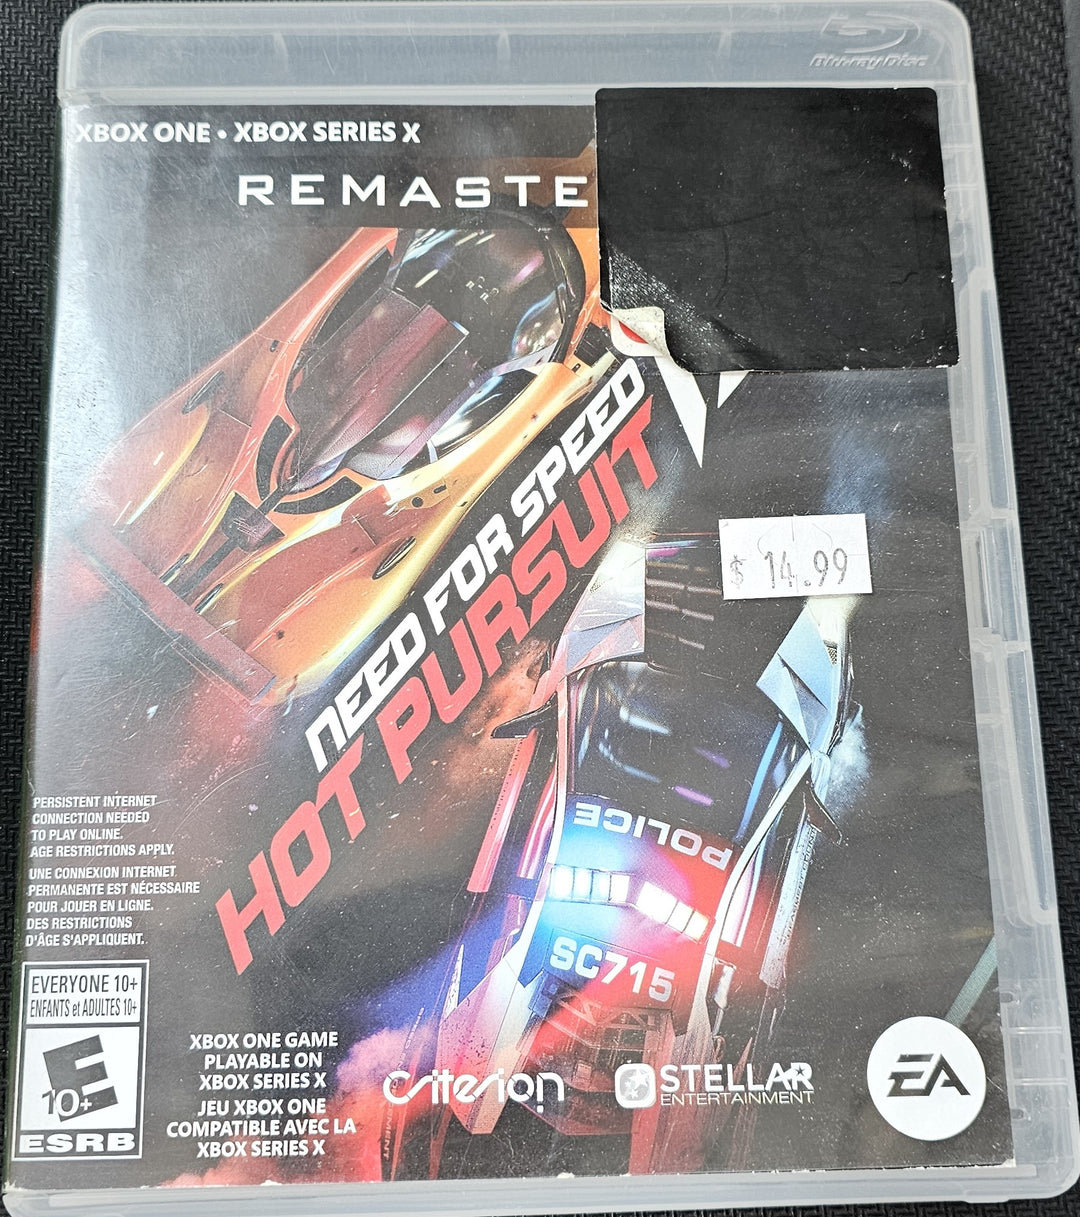 Blu-ray Disc
XBOX ONE • XBOX SERIES X
REMASTE
NEED FOR SPEED
HOT PURSUIT
$ 14.99
POLICE
SC715
PERSISTENT INTERNET
CONNECTION NEEDED
TO PLAY ONLINE.
AGE RESTRICTIONS APPLY.
UNE CONNEXION INTERNET
PERMANENTE EST NÉCESSAIRE
POUR JOUER EN LIGNE.
DES RESTRICTIONS
D'ÂGE S'APPLIQUENT.
EVERYONE 10+
ENFANTS et ADULTES 10+
E
10+
ESRB
XBOX ONE GAME
PLAYABLE ON
XBOX SERIES X
JEU XBOX ONE
COMPATIBLE AVEC LA
XBOX SERIES X
Criterion
STELLAR
ENTERTAINMENT
EA